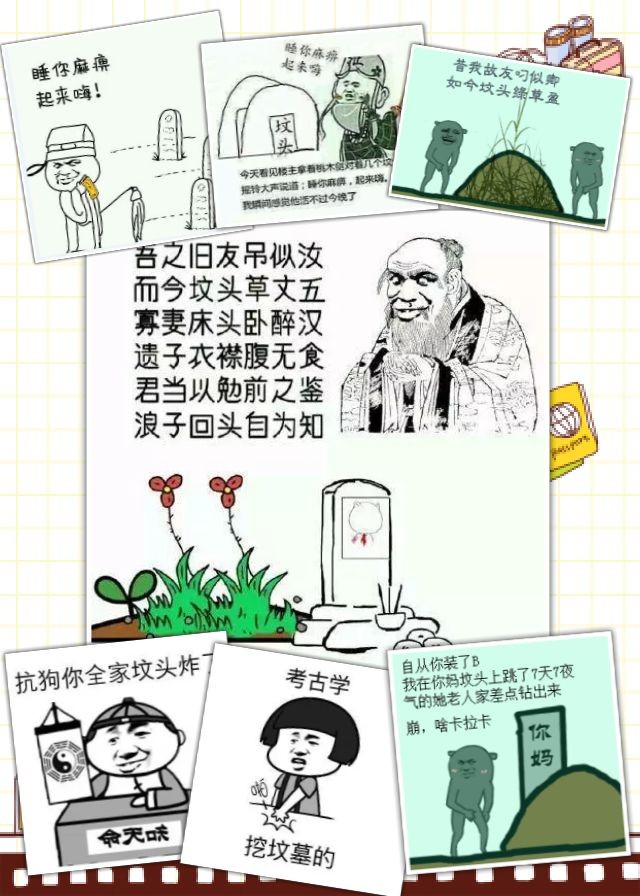 睡你麻痹
起来嗨!
睡你麻痹
起来嗨
坟
头
今天看见楼主拿着桃木剑对着几个坟
摇铃大声说道：睡你麻痹，起来嗨，
我瞬间感觉他活不过今晚了
昔我故友叼似卿
如今坟头绿草盈
吾之旧友吊似汝
而今坟头草丈五
寡妻床头卧醉汉
遗子衣襟腹无食
君当以勉前之鉴
浪子回头自为知
抗狗你全家坟头炸了
知天命
考古学
啪
挖坟墓的
自从你装了B
我在你妈坟头上跳了7天7夜
气的她老人家差点钻出来
崩，啥卡拉卡
你
妈